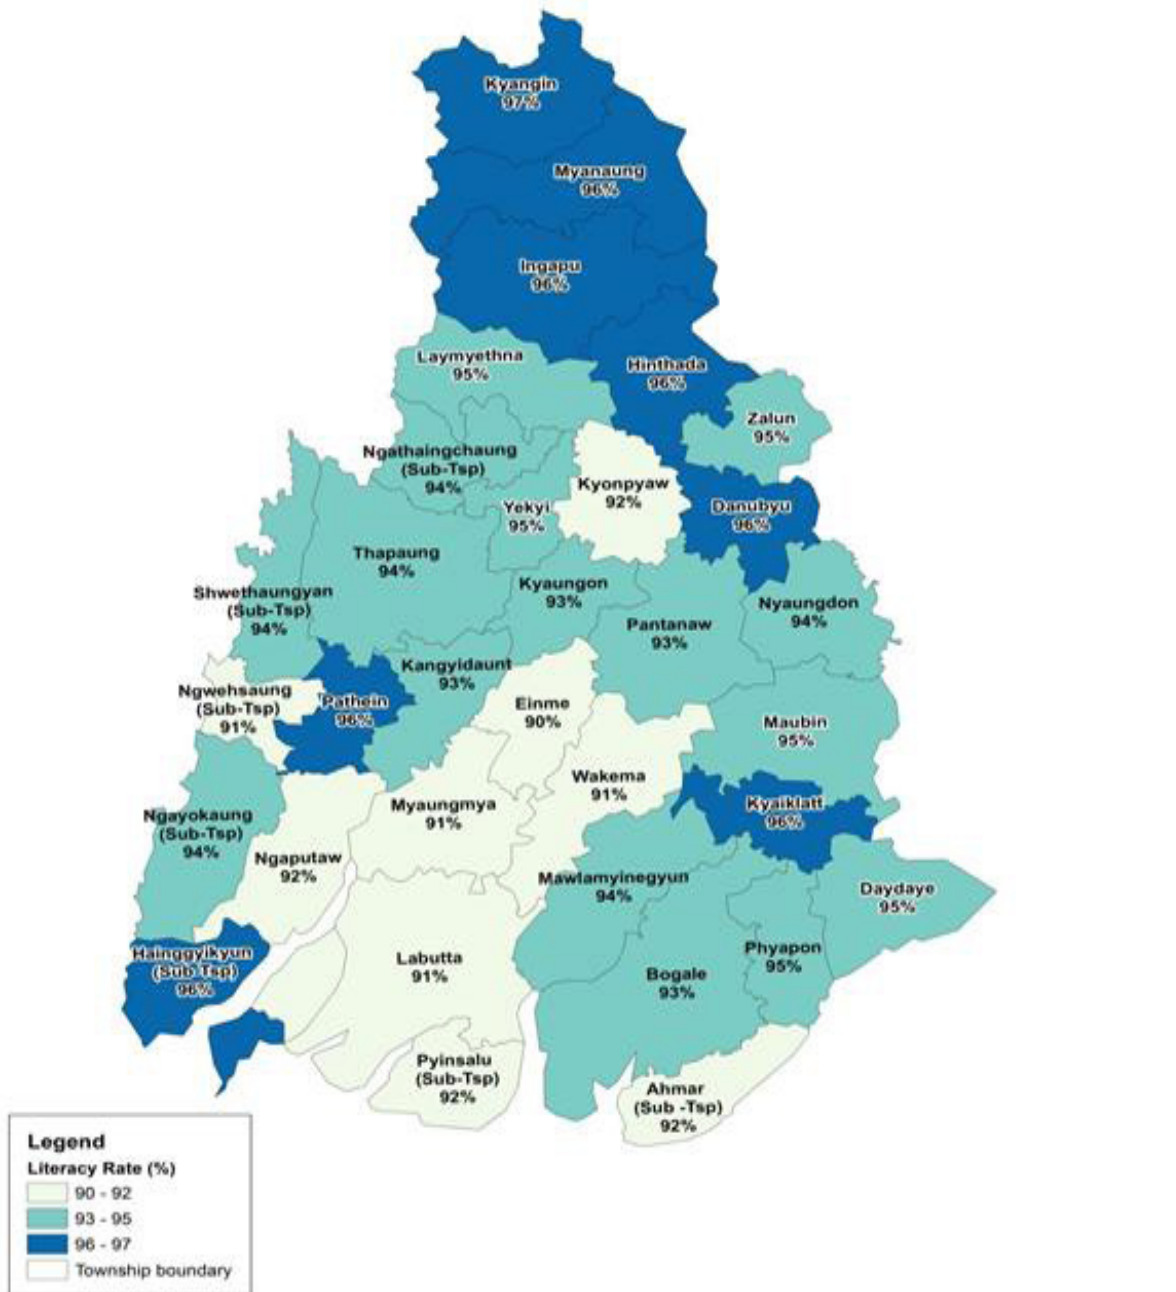 Kyangin
97%
Myanaung
96%
Ingapu
96%
Laymyethna
95%
Hinthada
96%
Zalun
95%
Ngathaingchaung
(Sub-Tsp)
94%
Kyonpyaw
92%
Yekyi
95%
Danubyu
96%
Thapaung
94%
Kyaungon
93%
Shwethaungyan
(Sub-Tsp)
94%
Pantanaw
93%
Nyaungdon
94%
Kangyidaunt
93%
Ngwehsaung
(Sub-Tsp)
91%
Pathein
96%
Einme
90%
Maubin
95%
Wakema
91%
Myaungmya
91%
Kyaiklatt
96%
Ngayokaung
(Sub-Tsp)
94%
Ngaputaw
92%
Mawlamyinegyun
94%
Daydaye
95%
Hainggyikyun
(Sub Tsp)
96%
Labutta
91%
Bogale
93%
Phyapon
95%
Pyinsalu
(Sub-Tsp)
92%
Ahmar
(Sub -Tsp)
92%
Legend
Literacy Rate (%)
90 - 92
93 - 95
96 - 97
Township boundary